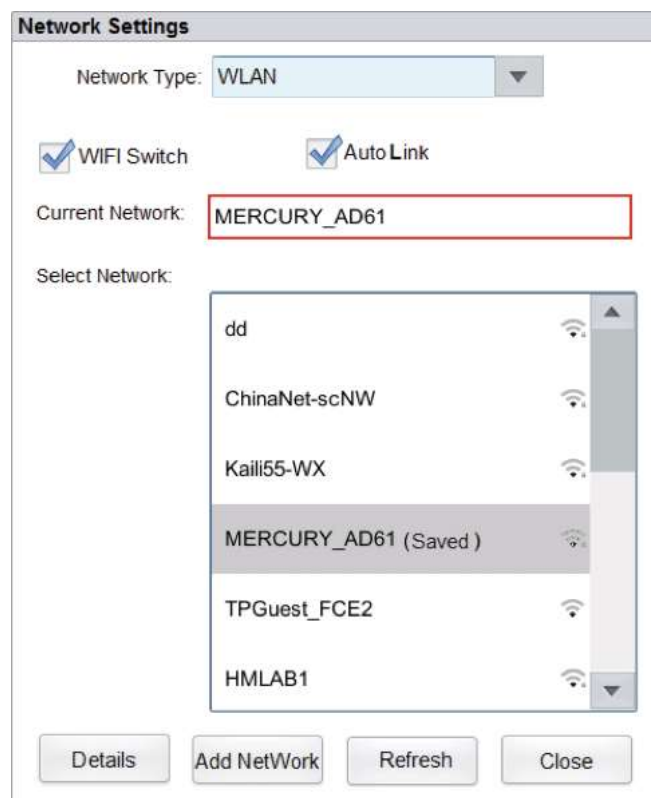 Network Settings
Network Type: WLAN
WIFI Switch Auto Link
Current Network: MERCURY_AD61
Select Network:
dd
ChinaNet-scNW
Kaili55-WX
MERCURY_AD61 (Saved )
TPGuest_FCE2
HMLAB1
Details Add NetWork Refresh Close